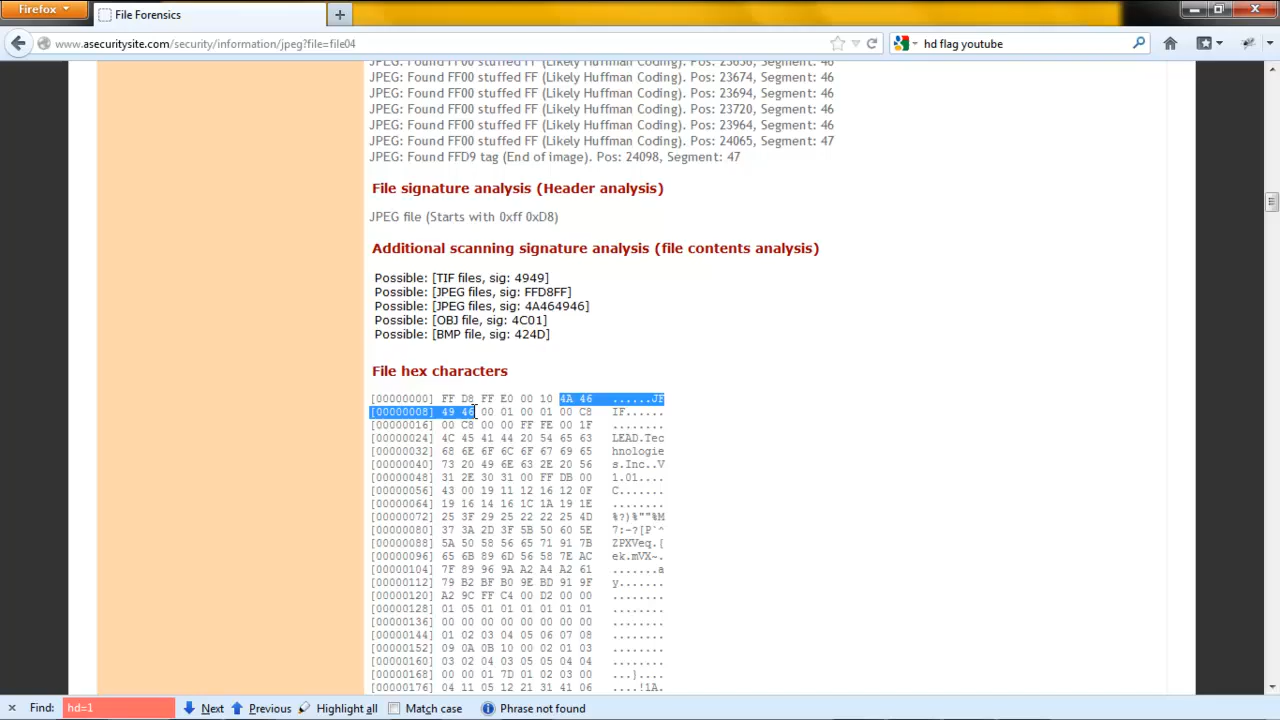 Firefox
File Forensics
www.asecuritysite.com/security/information/jpeg?file=file04
hd flag youtube
JPEG: Found FF00 stuffed FF (Likely Huffman Coding). Pos: 23636, Segment: 46
JPEG: Found FF00 stuffed FF (Likely Huffman Coding). Pos: 23674, Segment: 46
JPEG: Found FF00 stuffed FF (Likely Huffman Coding). Pos: 23694, Segment: 46
JPEG: Found FF00 stuffed FF (Likely Huffman Coding). Pos: 23720, Segment: 46
JPEG: Found FF00 stuffed FF (Likely Huffman Coding). Pos: 23964, Segment: 46
JPEG: Found FF00 stuffed FF (Likely Huffman Coding). Pos: 24065, Segment: 47
JPEG: Found FFD9 tag (End of image). Pos: 24098, Segment: 47
File signature analysis (Header analysis)
JPEG file (Starts with 0xff 0xD8)
Additional scanning signature analysis (file contents analysis)
Possible: [TIF files, sig: 4949]
Possible: [JPEG files, sig: FFD8FF]
Possible: [JPEG files, sig: 4A464946]
Possible: [OBJ file, sig: 4C01]
Possible: [BMP file, sig: 424D]
File hex characters
[00000000] FF D8 FF E0 00 10 4A 46 ......JF
[00000008] 49 46 00 01 00 01 00 C8 IF......
[00000016] 00 C8 00 00 FF FE 00 1F ........
[00000024] 4C 45 41 44 20 54 65 63 LEAD.Tec
[00000032] 68 6E 6F 6C 6F 67 69 65 hnologie
[00000040] 73 20 49 6E 63 2E 20 56 s.Inc..V
[00000048] 31 2E 30 31 00 FF DB 00 1.01....
[00000056] 43 00 19 11 12 16 12 0F C.......
[00000064] 19 16 14 16 1C 1A 19 1E ........
[00000072] 25 3F 29 25 22 22 25 4D %?)%""%M
[00000080] 37 3A 2D 3F 5B 50 60 5E 7:-?[P`^
[00000088] 5A 50 58 56 65 71 91 7B ZPXVeq.{
[00000096] 65 6B 89 6D 56 58 7E AC ek.mVX~.
[00000104] 7F 89 96 9A A2 A4 A2 61 .......a
[00000112] 79 B2 BF B0 9E BD 91 9F y.......
[00000120] A2 9C FF C4 00 D2 00 00 ........
[00000128] 01 05 01 01 01 01 01 01 ........
[00000136] 00 00 00 00 00 00 00 00 ........
[00000144] 01 02 03 04 05 06 07 08 ........
[00000152] 09 0A 0B 10 00 02 01 03 ........
[00000160] 03 02 04 03 05 05 04 04 ........
[00000168] 00 00 01 7D 01 02 03 00 ...}....
[00000176] 04 11 05 12 21 31 41 06 ....!1A.
Find: hd=1 Next Previous Highlight all Match case Phrase not found